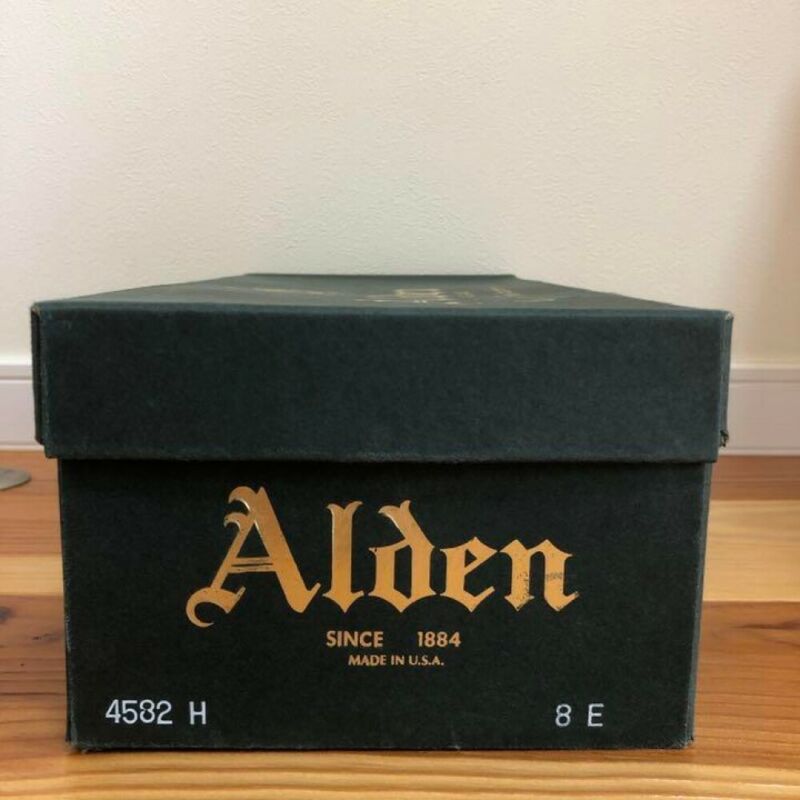 Alden
SINCE 1884
MADE IN U.S.A.
4582 H 8 E